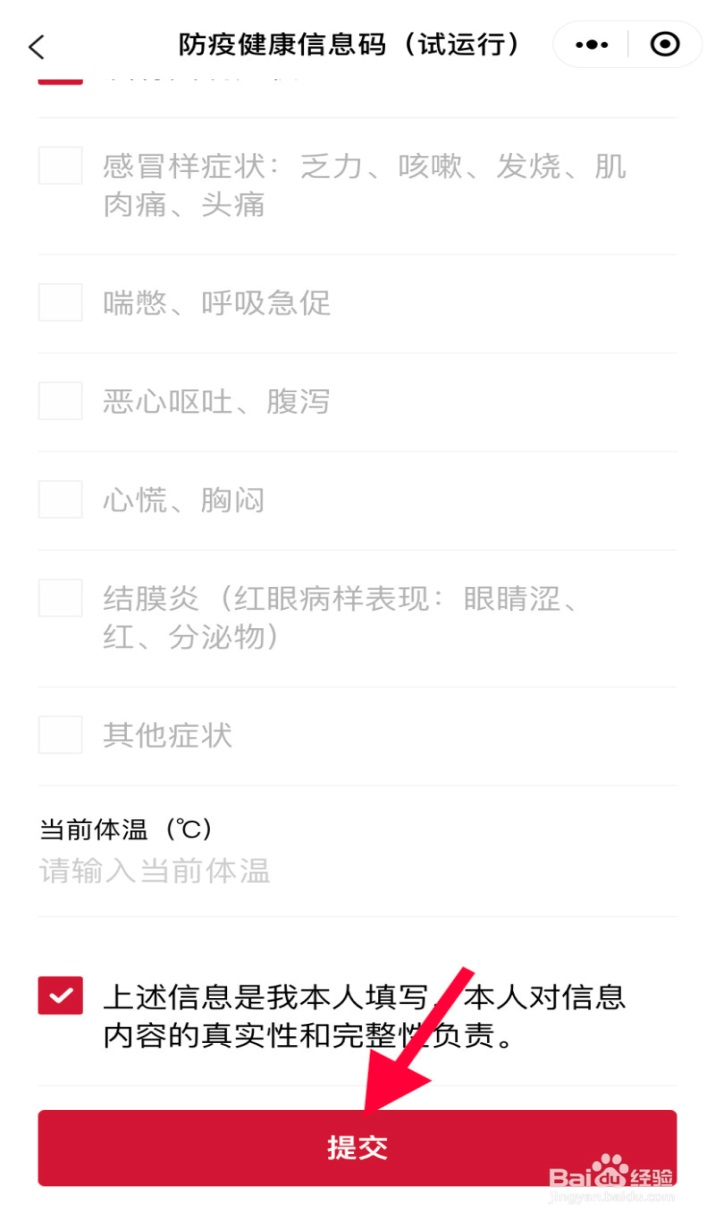 防疫健康信息码（试运行）
感冒样症状：乏力、咳嗽、发烧、肌
肉痛、头痛
喘憋、呼吸急促
恶心呕吐、腹泻
心慌、胸闷
结膜炎（红眼病样表现：眼睛涩、
红、分泌物）
其他症状
当前体温（℃）
请输入当前体温
上述信息是我本人填写，本人对信息
内容的真实性和完整性负责。
提交
Baidu经验
jingyan.baidu.com